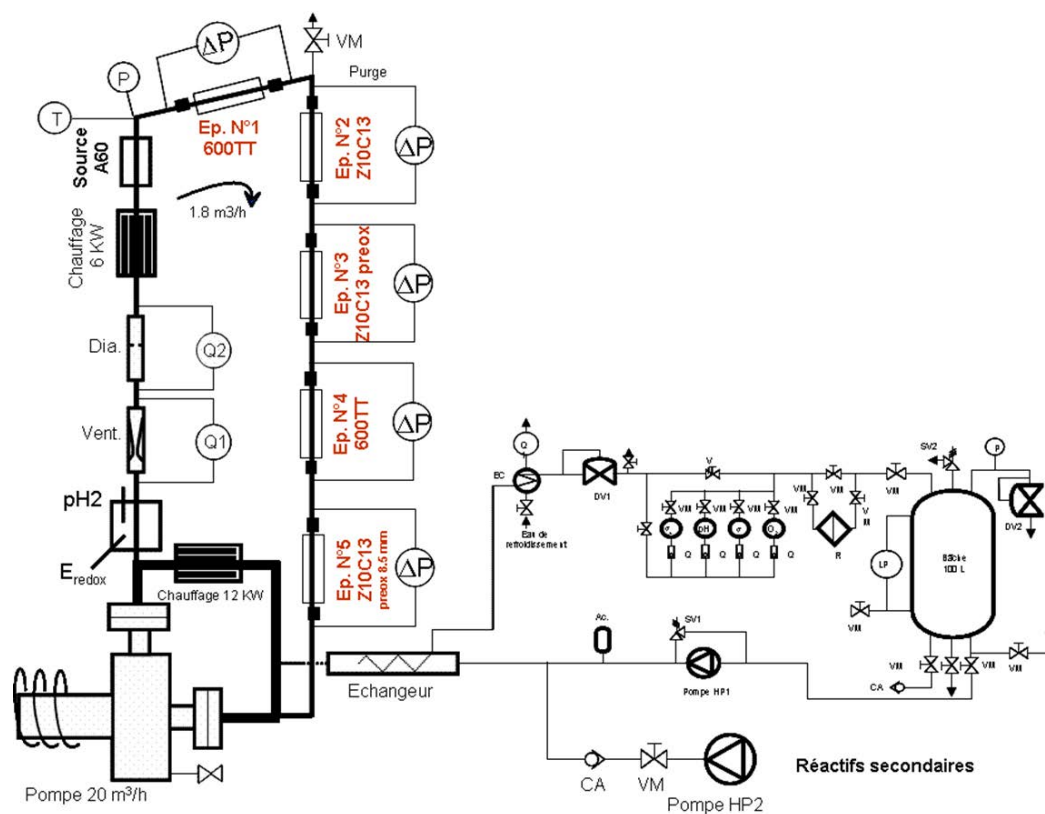 ΔP
VM
P
Purge
T
Ep. N°1
600TT
Source
A60
Ep. N°2
Z10C13
ΔP
1.8 m3/h
Chauffage
6 KW
Ep. N°3
Z10C13 preox
ΔP
Dia.
Q2
Ep. N°4
600TT
ΔP
Vent.
Q1
pH2
E redox
Chauffage 12 KW
Ep. N°5
Z10C13
preox 8.5 mm
ΔP
Q
EC
DV1
Eau de
refroidissement
V
VM
VM
VM
SV2
P
DV2
VM
VM
VM
VM
VM
V
M
pH
σ
Q
Q
Q
Q
R
LP
Bâche
100 L
VM
VM
VM
VM
CA
Ac.
SV1
Pompe HP1
Echangeur
CA
VM
Pompe HP2
Réactifs secondaires
Pompe 20 m³/h